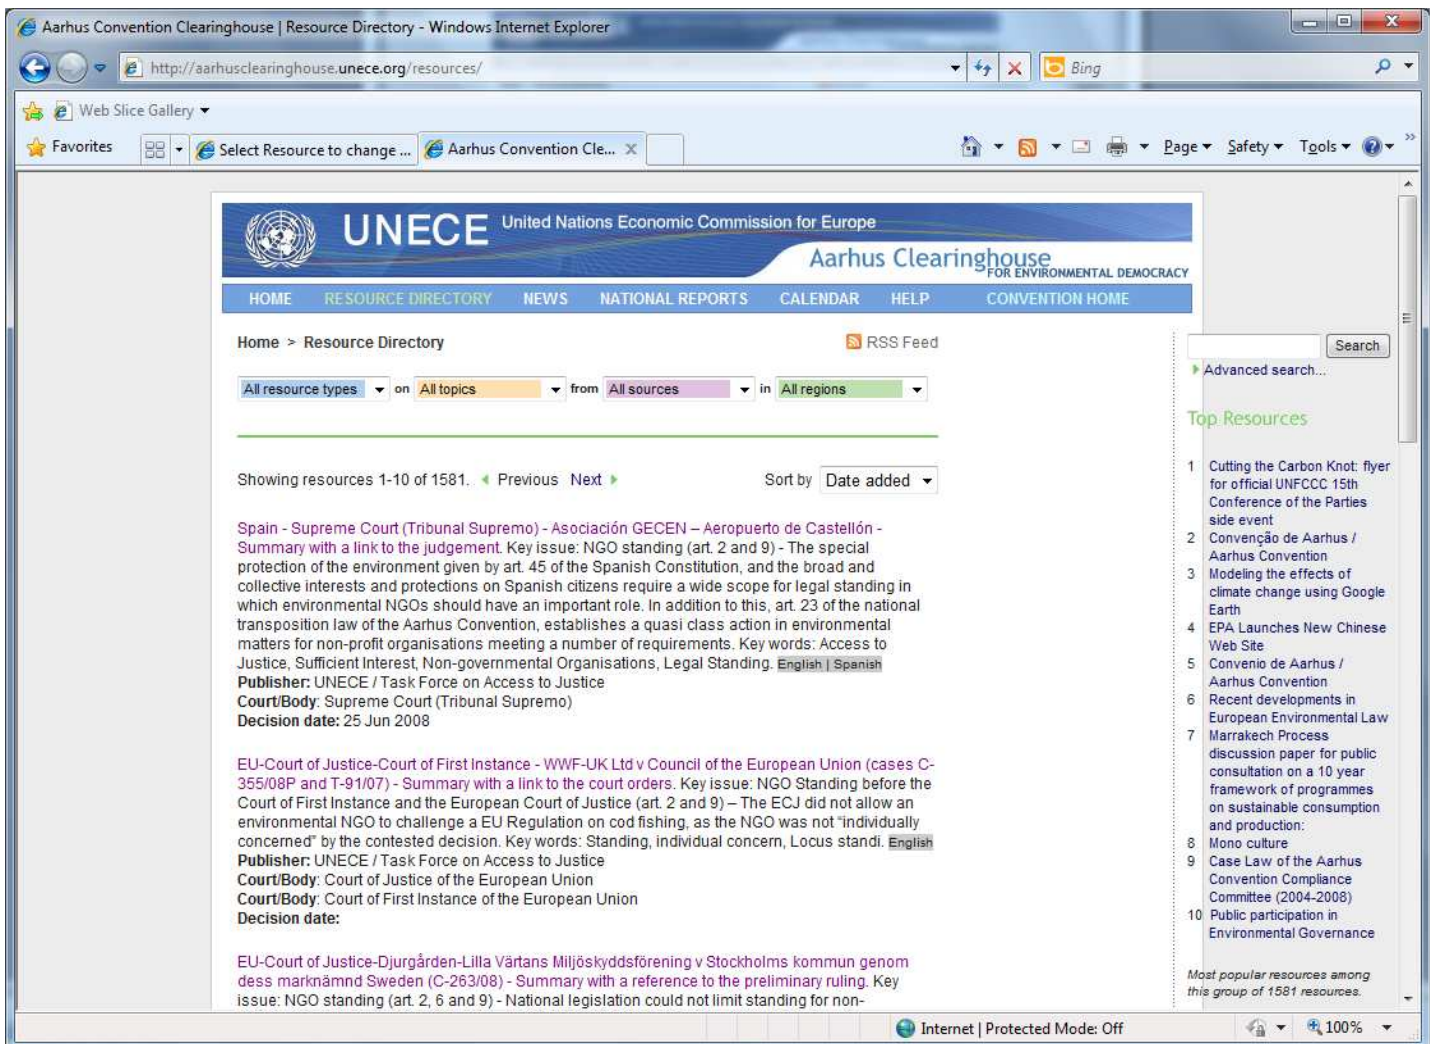 Aarhus Convention Clearinghouse | Resource Directory - Windows Internet Explorer
http://aarhusclearinghouse.unece.org/resources/
Bing
Web Slice Gallery
Favorites
Select Resource to change ...
Aarhus Convention Cle...
Page
Safety
Tools
UNECE United Nations Economic Commission for Europe
Aarhus Clearinghouse
FOR ENVIRONMENTAL DEMOCRACY
HOME RESOURCE DIRECTORY NEWS NATIONAL REPORTS CALENDAR HELP CONVENTION HOME
Home > Resource Directory
RSS Feed
All resource types on All topics from All sources in All regions
Showing resources 1-10 of 1581. Previous Next
Sort by Date added
Spain - Supreme Court (Tribunal Supremo) - Asociación GECEN – Aeropuerto de Castellón -
Summary with a link to the judgement. Key issue: NGO standing (art. 2 and 9) - The special
protection of the environment given by art. 45 of the Spanish Constitution, and the broad and
collective interests and protections on Spanish citizens require a wide scope for legal standing in
which environmental NGOs should have an important role. In addition to this, art. 23 of the national
transposition law of the Aarhus Convention, establishes a quasi class action in environmental
matters for non-profit organisations meeting a number of requirements. Key words: Access to
Justice, Sufficient Interest, Non-governmental Organisations, Legal Standing. English | Spanish
Publisher: UNECE / Task Force on Access to Justice
Court/Body: Supreme Court (Tribunal Supremo)
Decision date: 25 Jun 2008
EU-Court of Justice-Court of First Instance - WWF-UK Ltd v Council of the European Union (cases C-
355/08P and T-91/07) - Summary with a link to the court orders. Key issue: NGO Standing before the
Court of First Instance and the European Court of Justice (art. 2 and 9) – The ECJ did not allow an
environmental NGO to challenge a EU Regulation on cod fishing, as the NGO was not “individually
concerned” by the contested decision. Key words: Standing, individual concern, Locus standi. English
Publisher: UNECE / Task Force on Access to Justice
Court/Body: Court of Justice of the European Union
Court/Body: Court of First Instance of the European Union
Decision date:
EU-Court of Justice-Djurgården-Lilla Värtans Miljöskyddsförening v Stockholms kommun genom
dess marknämnd Sweden (C-263/08) - Summary with a reference to the preliminary ruling. Key
issue: NGO standing (art. 2, 6 and 9) - National legislation could not limit standing for non-
Search
Advanced search...
Top Resources
1 Cutting the Carbon Knot: flyer
for official UNFCCC 15th
Conference of the Parties
side event
2 Convenção de Aarhus /
Aarhus Convention
3 Modeling the effects of
climate change using Google
Earth
4 EPA Launches New Chinese
Web Site
5 Convenio de Aarhus /
Aarhus Convention
6 Recent developments in
European Environmental Law
7 Marrakech Process
discussion paper for public
consultation on a 10 year
framework of programmes
on sustainable consumption
and production:
8 Mono culture
9 Case Law of the Aarhus
Convention Compliance
Committee (2004-2008)
10 Public participation in
Environmental Governance
Most popular resources among
this group of 1581 resources.
Internet | Protected Mode: Off
100%